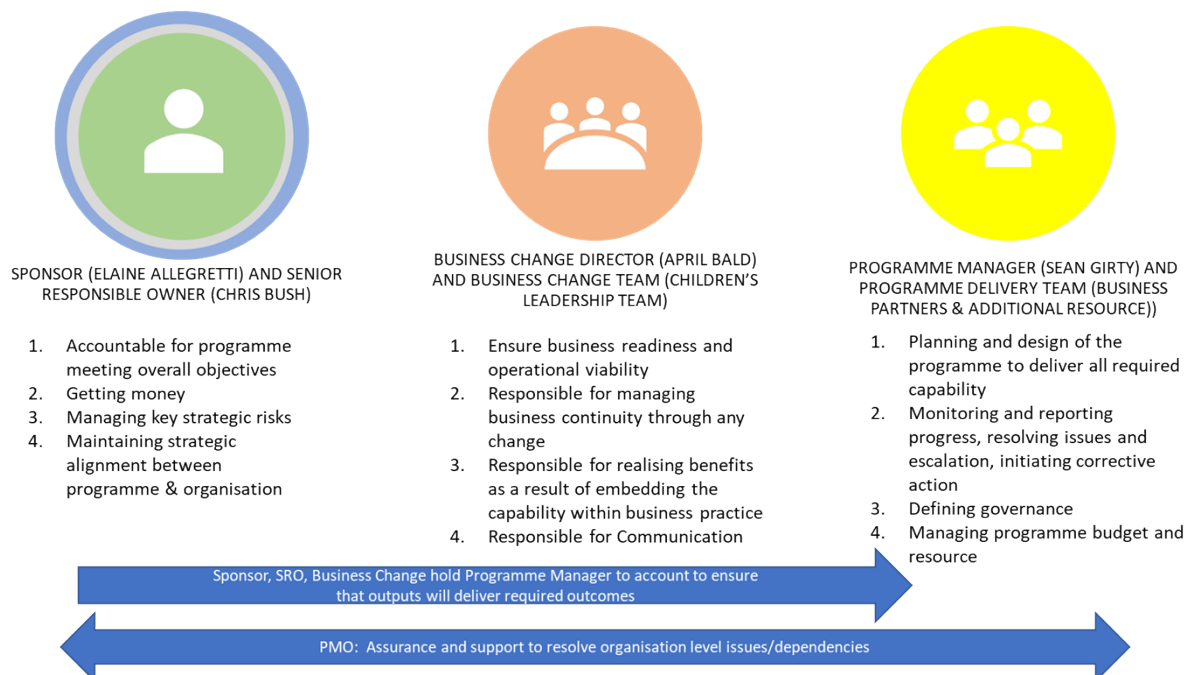 SPONSOR (ELAINE ALLEGRETTI) AND SENIOR
RESPONSIBLE OWNER (CHRIS BUSH)
1. Accountable for programme
meeting overall objectives
2. Getting money
3. Managing key strategic risks
4. Maintaining strategic
alignment between
programme & organisation
BUSINESS CHANGE DIRECTOR (APRIL BALD)
AND BUSINESS CHANGE TEAM (CHILDREN’S
LEADERSHIP TEAM)
1. Ensure business readiness and
operational viability
2. Responsible for managing
business continuity through any
change
3. Responsible for realising benefits
as a result of embedding the
capability within business practice
4. Responsible for Communication
PROGRAMME MANAGER (SEAN GIRTY) AND
PROGRAMME DELIVERY TEAM (BUSINESS
PARTNERS & ADDITIONAL RESOURCE))
1. Planning and design of the
programme to deliver all required
capability
2. Monitoring and reporting
progress, resolving issues and
escalation, initiating corrective
action
3. Defining governance
4. Managing programme budget and
resource
Sponsor, SRO, Business Change hold Programme Manager to account to ensure
that outputs will deliver required outcomes
PMO: Assurance and support to resolve organisation level issues/dependencies